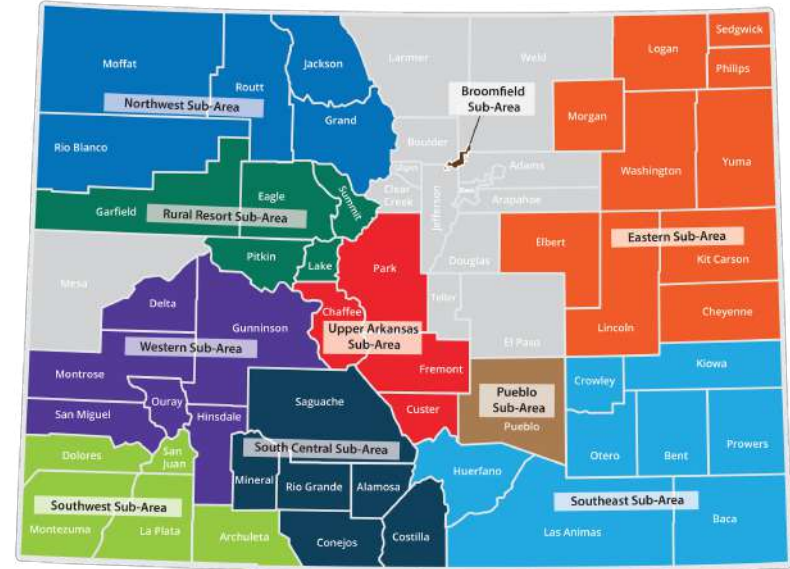 Sedgwick
Logan
Larimer
Weld
Jackson
Moffat
Philips
Routt
Broomfield
Sub-Area
Northwest Sub-Area
Morgan
Grand
Boulder
Rio Blanco
Washington
Yuma
Gilpin
Adams
Eagle
Clear
Creek
Summit
Arapahoe
Jefferson
Garfield
Rural Resort Sub-Area
Elbert
Eastern Sub-Area
Pitkin
Lake
Park
Douglas
Kit Carson
Mesa
Teller
Delta
Chaffee
Cheyenne
Gunninson
Upper Arkansas
Sub-Area
Lincoln
El Paso
Western Sub-Area
Kiowa
Montrose
Fremont
Crowley
Pueblo
Sub-Area
Ouray
Saguache
San Miguel
Hinsdale
Custer
Pueblo
Prowers
South Central Sub-Area
Dolores
San
Juan
Otero
Bent
Huerfano
Mineral
Rio Grande
Alamosa
Southwest Sub-Area
Southeast Sub-Area
Montezuma
La Plata
Archuleta
Conejos
Costilla
Las Animas
Baca